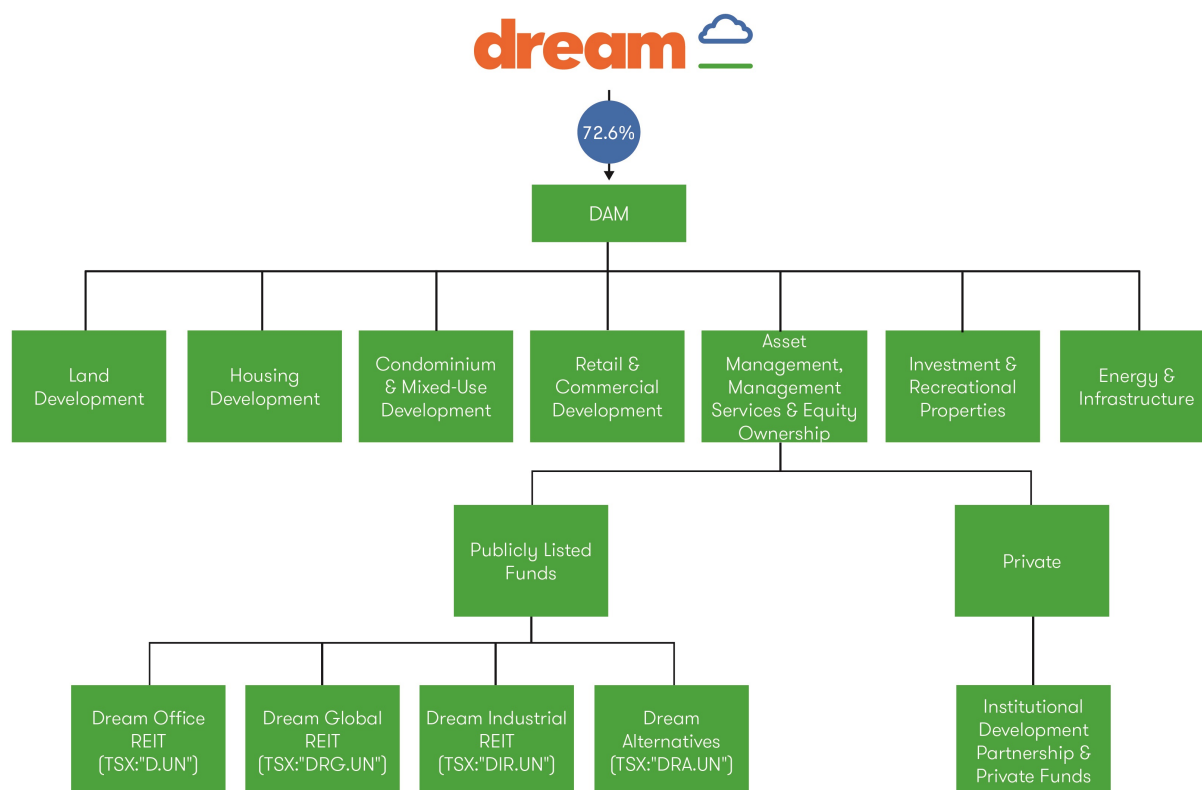 dream
72.6%
DAM
Land
Development
Housing
Development
Condominium
& Mixed-Use
Development
Retail &
Commercial
Development
Asset
Management,
Management
Services & Equity
Ownership
Investment &
Recreational
Properties
Energy &
Infrastructure
Publicly Listed
Funds
Private
Dream Office
REIT
(TSX:"D.UN")
Dream Global
REIT
(TSX:"DRG.UN")
Dream Industrial
REIT
(TSX:"DIR.UN")
Dream
Alternatives
(TSX:"DRA.UN")
Institutional
Development
Partnership &
Private Funds